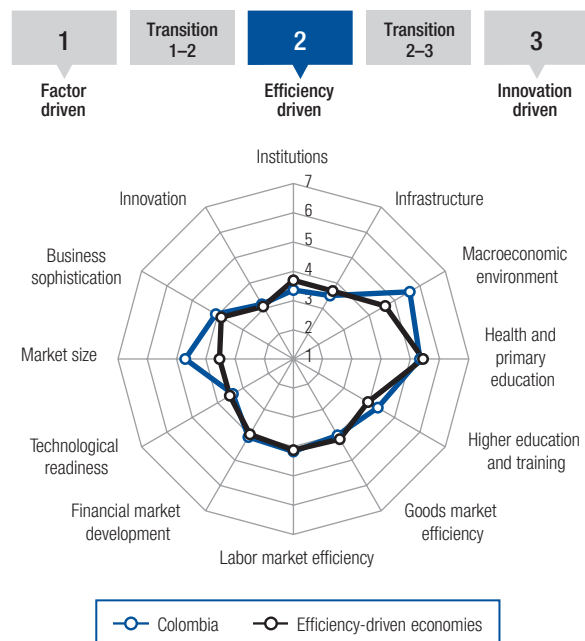 1
Transition
1–2
2
Transition
2–3
3
Factor
driven
Efficiency
driven
Innovation
driven
Institutions
Infrastructure
Macroeconomic
environment
Health and
primary
education
Higher education
and training
Goods market
efficiency
Labor market efficiency
Financial market
development
Technological
readiness
Market size
Business
sophistication
Innovation
7
6
5
4
3
2
1
Colombia
Efficiency-driven economies